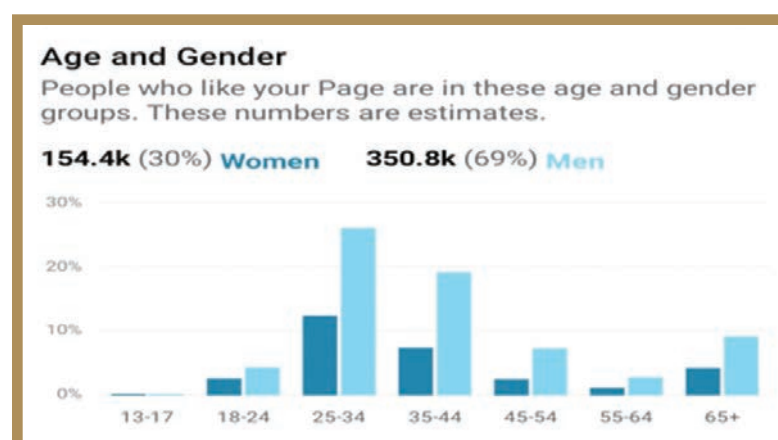 Age and Gender
People who like your Page are in these age and gender
groups. These numbers are estimates.
154.4k (30%) Women 350.8k (69%) Men
30%
20%
10%
0%
13-17 18-24 25-34 35-44 45-54 55-64 65+